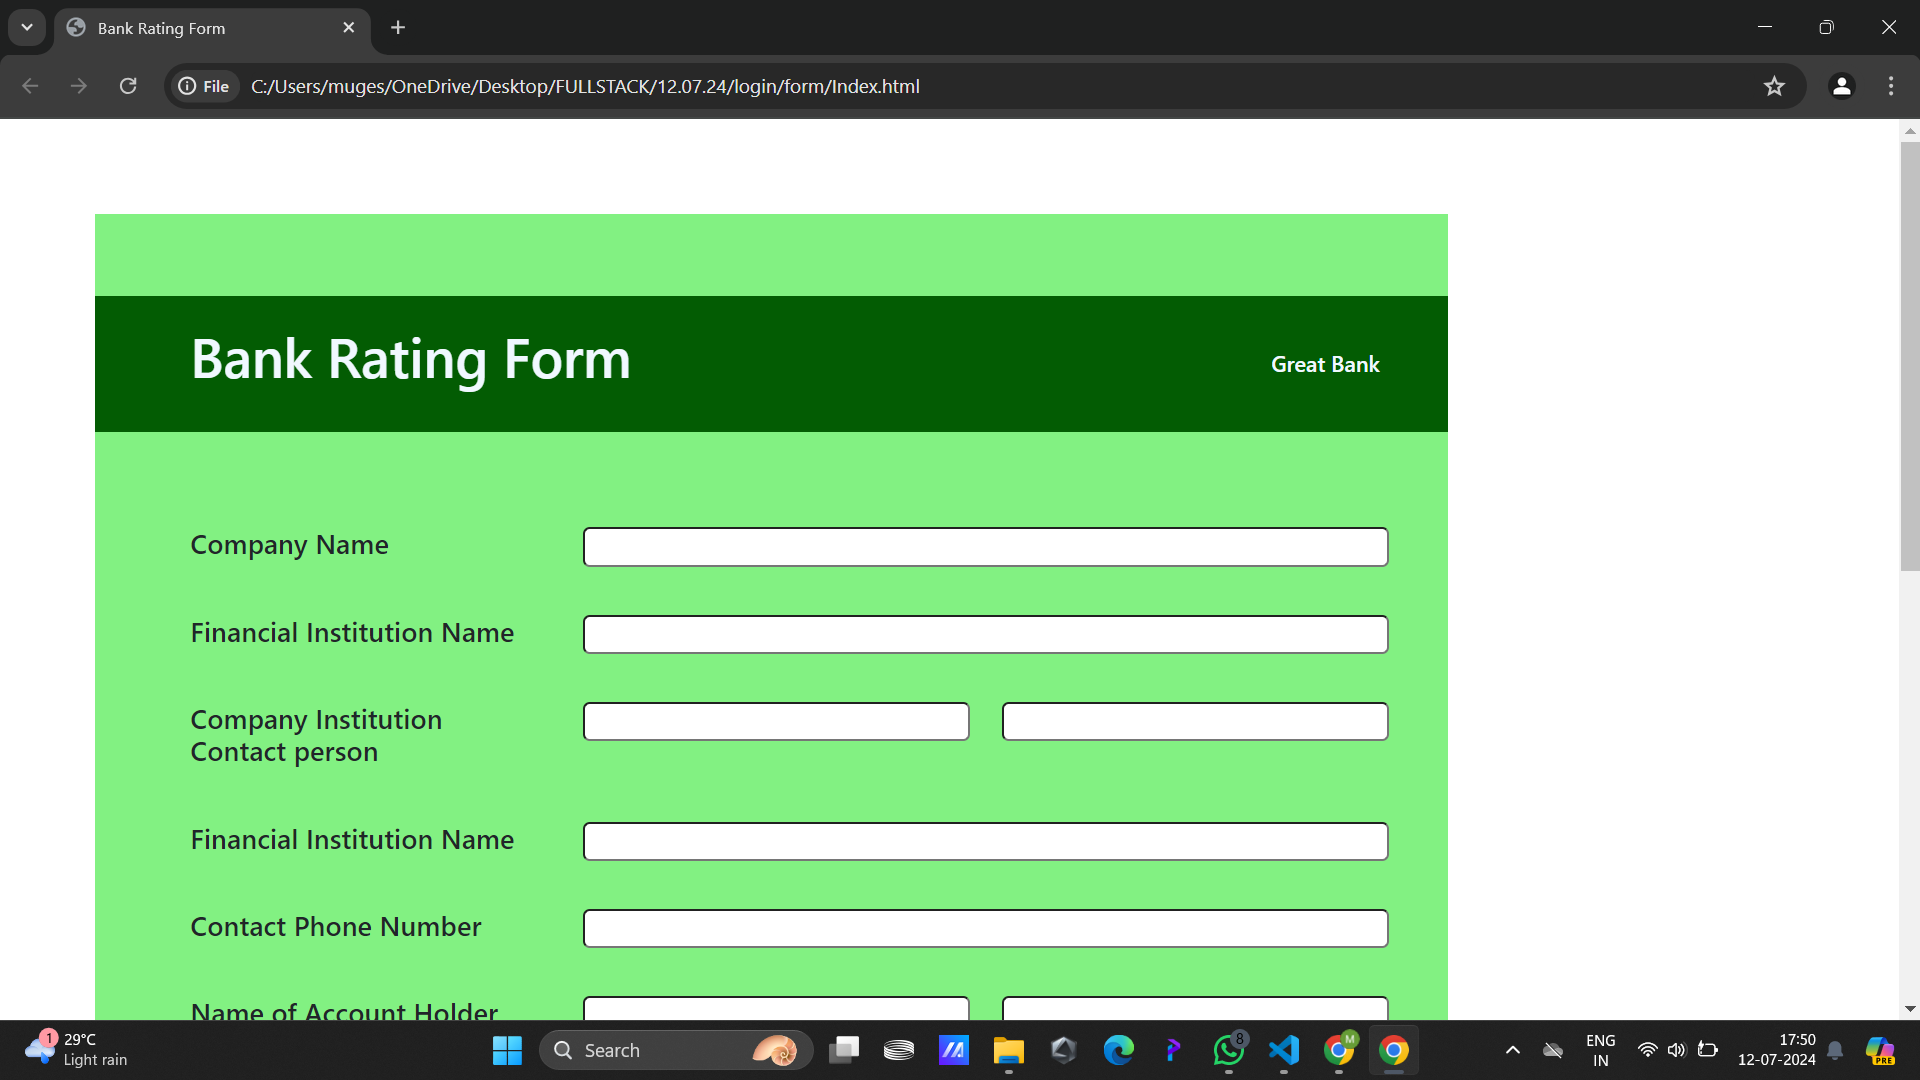 Bank Rating Form
File
C:/Users/muges/OneDrive/Desktop/FULLSTACK/12.07.24/login/form/Index.html
Bank Rating Form
Great Bank
Company Name
Financial Institution Name
Company Institution
Contact person
Financial Institution Name
Contact Phone Number
Name of Account Holder
1
29°C
Light rain
Search
8
M
ENG
IN
17:50
12-07-2024
PRE